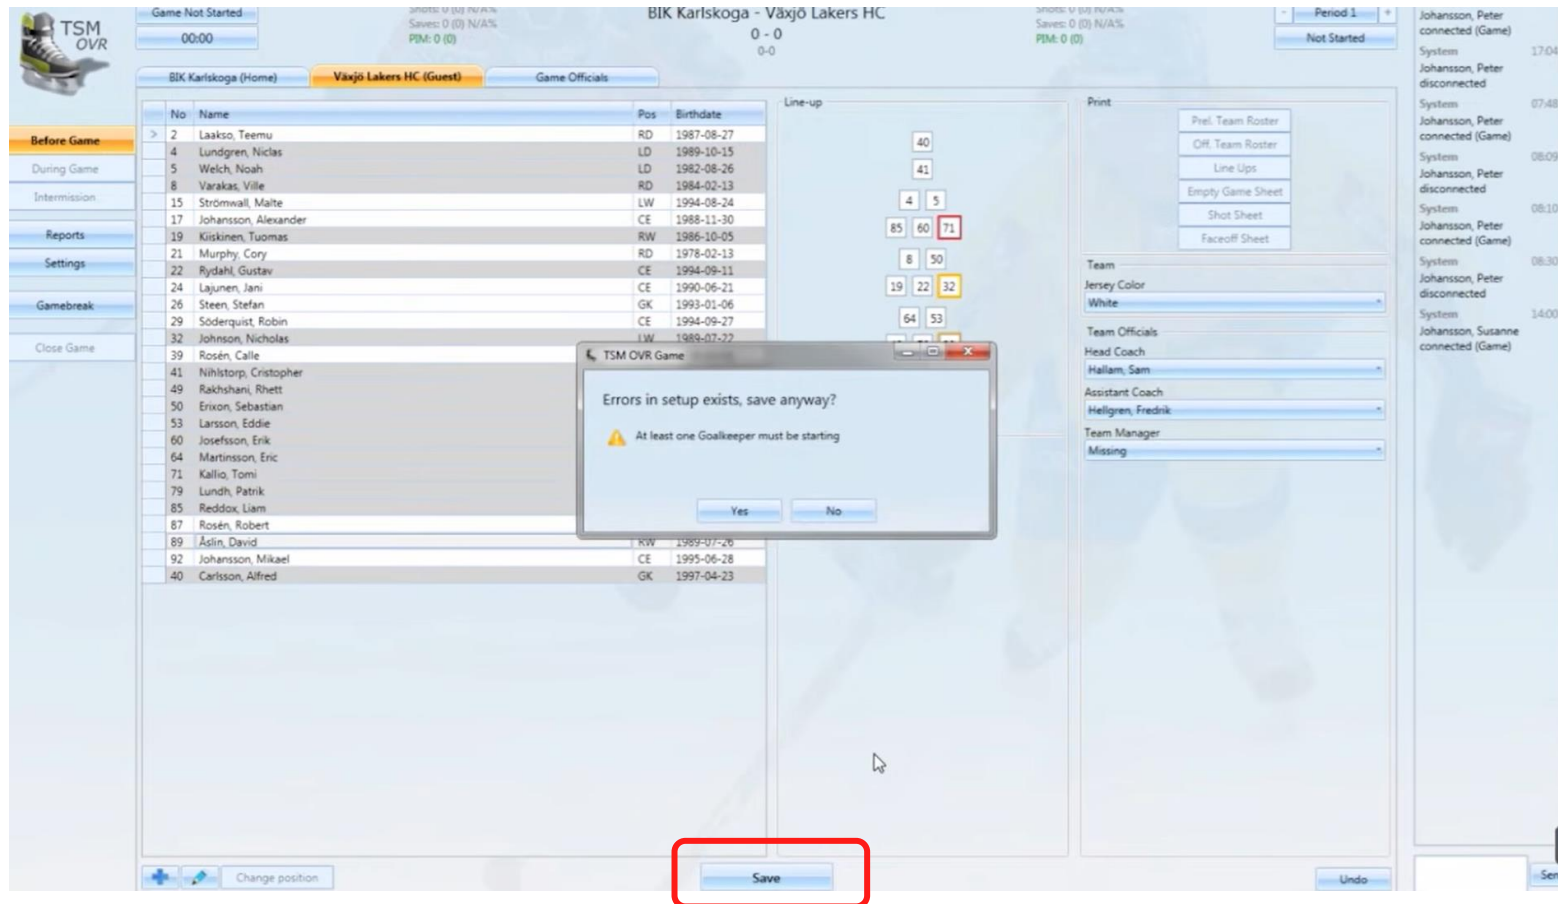 TSM
OVR
Game Not Started
00:00
Shots: 0 (0) N/A%
Saves: 0 (0) N/A%
PIM: 0 (0)
BIK Karlskoga - Växjö Lakers HC
0 - 0
0-0
Shots: 0 (0) N/A%
Saves: 0 (0) N/A%
PIM: 0 (0)
- Period 1 +
Not Started
BIK Karlskoga (Home) Växjö Lakers HC (Guest) Game Officials
Before Game
During Game
Intermission
Reports
Settings
Gamebreak
Close Game
No Name Pos Birthdate
> 2 Laakso, Teemu RD 1987-08-27
4 Lundgren, Niclas LD 1989-10-15
5 Welch, Noah LD 1982-08-26
8 Varakas, Ville RD 1984-02-13
15 Strömwall, Malte LW 1994-08-24
17 Johansson, Alexander CE 1988-11-30
19 Kiiskinen, Tuomas RW 1986-10-05
21 Murphy, Cory RD 1978-02-13
22 Rydahl, Gustav CE 1994-09-11
24 Lajunen, Jani CE 1990-06-21
26 Steen, Stefan GK 1993-01-06
29 Söderquist, Robin CE 1994-09-27
32 Johnson, Nicholas LW 1989-07-22
39 Rosén, Calle
41 Nihlstorp, Cristopher
49 Rakhshani, Rhett
50 Erixon, Sebastian
53 Larsson, Eddie
60 Josefsson, Erik
64 Martinsson, Eric
71 Kallio, Tomi
79 Lundh, Patrik
85 Reddox, Liam
87 Rosén, Robert
89 Åslin, David RW 1989-07-26
92 Johansson, Mikael CE 1995-06-28
40 Carlsson, Alfred GK 1997-04-23
Change position
Save
Undo
Line-up
40
41
4 5
85 60 71
8 50
19 22 32
64 53
TSM OVR Game
Errors in setup exists, save anyway?
At least one Goalkeeper must be starting
Yes No
Print
Prel. Team Roster
Off. Team Roster
Line Ups
Empty Game Sheet
Shot Sheet
Faceoff Sheet
Team
Jersey Color
White
Team Officials
Head Coach
Hallam, Sam
Assistant Coach
Hellgren, Fredrik
Team Manager
Missing
Johansson, Peter
connected (Game)
System 17:04
Johansson, Peter
disconnected
System 07:48
Johansson, Peter
connected (Game)
System 08:09
Johansson, Peter
disconnected
System 08:10
Johansson, Peter
connected (Game)
System 08:30
Johansson, Peter
disconnected
System 14:00
Johansson, Susanne
connected (Game)
Sen